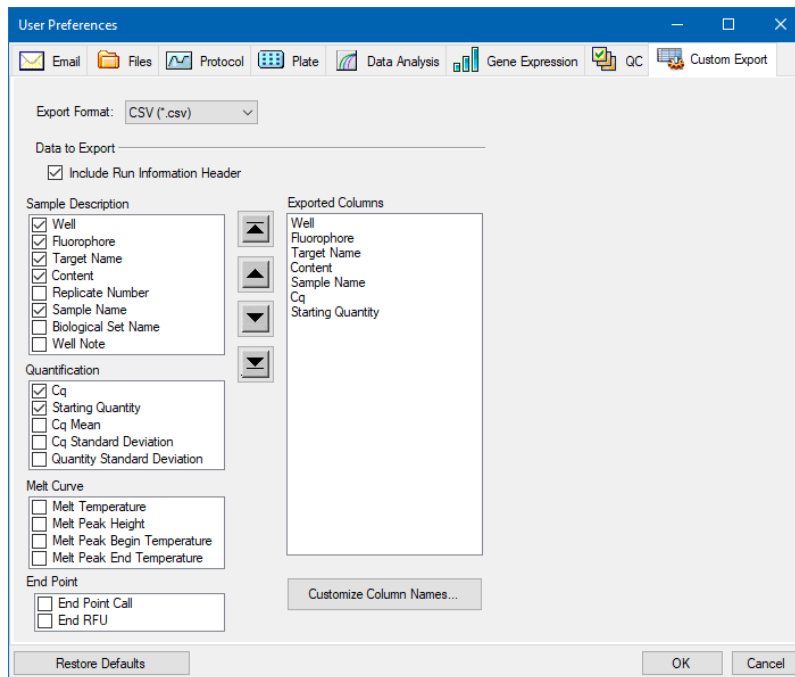 User Preferences
Email Files Protocol Plate Data Analysis Gene Expression QC Custom Export
Export Format: CSV (*.csv)
Data to Export
Include Run Information Header
Sample Description
Well
Fluorophore
Target Name
Content
Replicate Number
Sample Name
Biological Set Name
Well Note
Quantification
Cq
Starting Quantity
Cq Mean
Cq Standard Deviation
Quantity Standard Deviation
Melt Curve
Melt Temperature
Melt Peak Height
Melt Peak Begin Temperature
Melt Peak End Temperature
End Point
End Point Call
End RFU
Exported Columns
Well
Fluorophore
Target Name
Content
Sample Name
Cq
Starting Quantity
Customize Column Names...
Restore Defaults OK Cancel